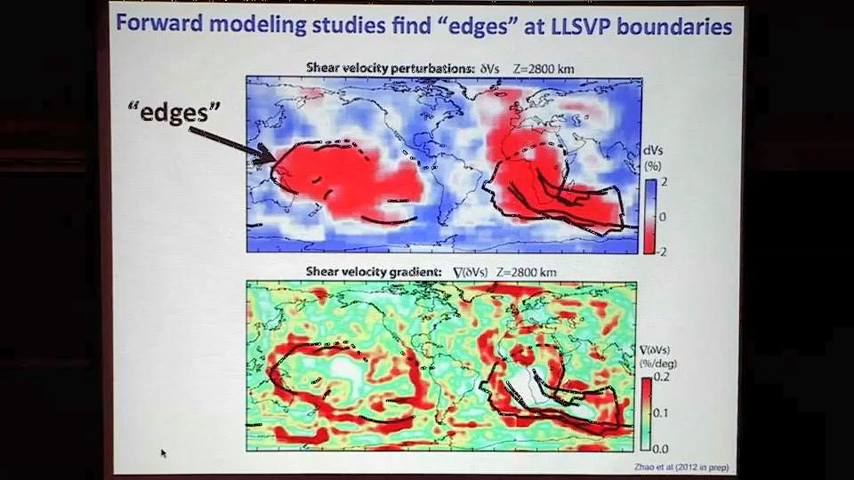 Forward modeling studies find “edges” at LLSVP boundaries
Shear velocity perturbations: δVs Z=2800 km
“edges”
dVs
(%)
2
0
-2
Shear velocity gradient: ∇(δVs) Z=2800 km
∇(δVs)
(%/deg)
0.2
0.1
0.0
Zhao et al (2012 in prep)